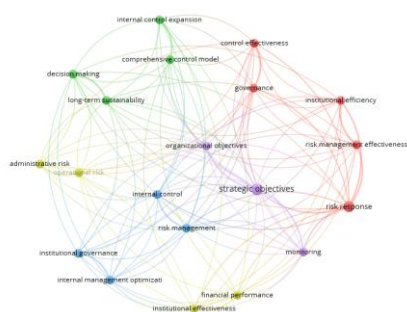 internal control expansion
control effectiveness
comprehensive control model
decision making
governance
long-term sustainability
institutional efficiency
organizational objectives
risk management effectiveness
administrative risk
operational risk
strategic objectives
internal control
risk response
risk management
institutional governance
monitoring
internal management optimizati
financial performance
institutional effectiveness